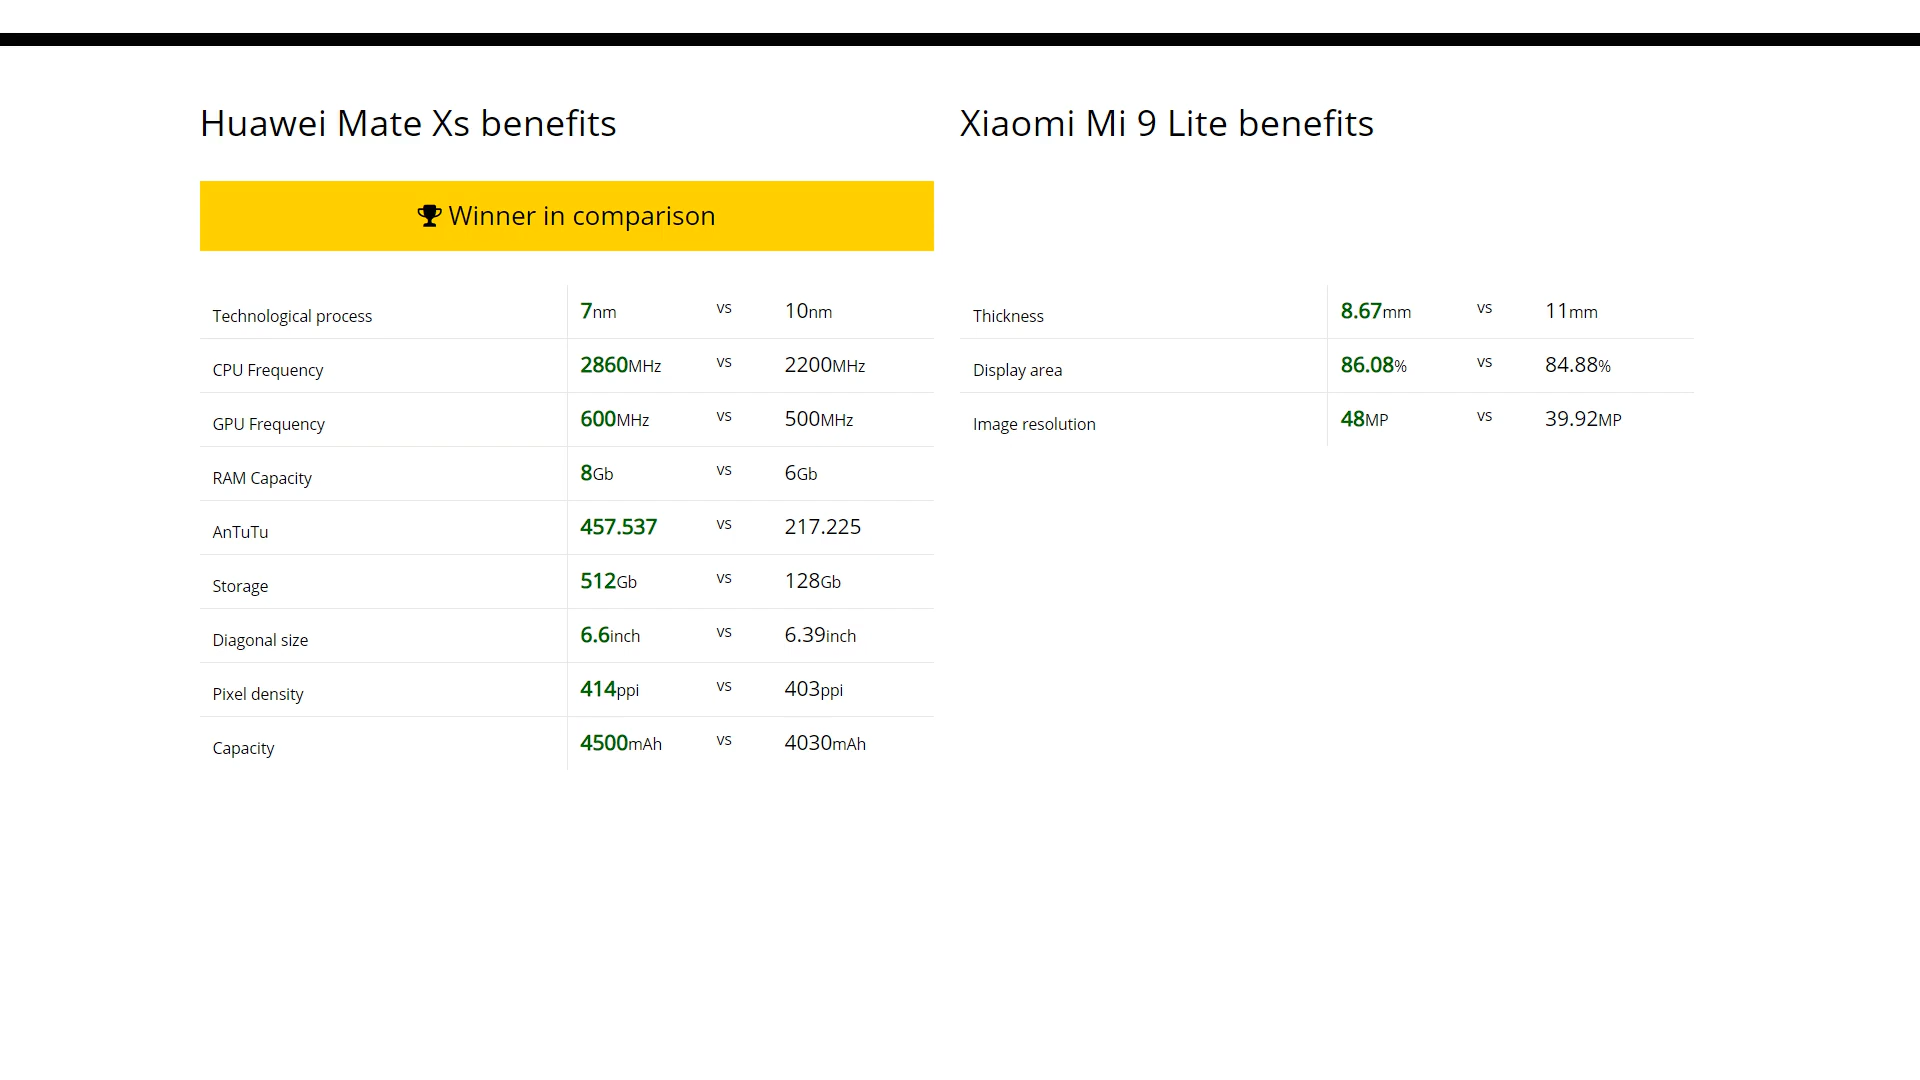 Huawei Mate Xs benefits
Winner in comparison
Technological process 7nm vs 10nm
CPU Frequency 2860MHz vs 2200MHz
GPU Frequency 600MHz vs 500MHz
RAM Capacity 8Gb vs 6Gb
AnTuTu 457.537 vs 217.225
Storage 512Gb vs 128Gb
Diagonal size 6.6inch vs 6.39inch
Pixel density 414ppi vs 403ppi
Capacity 4500mAh vs 4030mAh
Xiaomi Mi 9 Lite benefits
Thickness 8.67mm vs 11mm
Display area 86.08% vs 84.88%
Image resolution 48MP vs 39.92MP